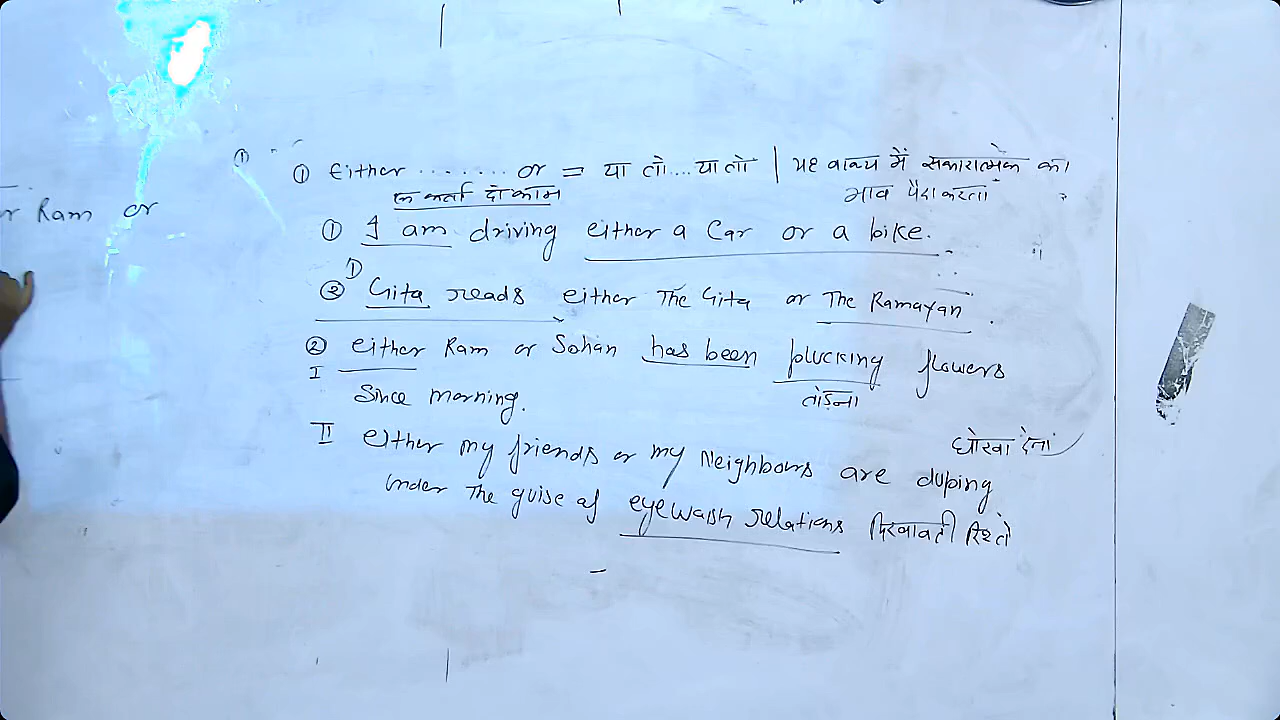 ① Either ........ or = या तो...या तो | यह वाक्य में सकारात्मक का
एक कर्ता दो काम
भाव पैदा करता
r Ram or
① I am driving either a Car or a bike.
② Gita reads either The Gita or The Ramayan.
② either Ram or Sohan has been plucking flowers
तोड़ना
I Since morning.
धोखा देना
II Either my friends or my Neighbours are duping
under The guise of eyewash relations दिखावटी रिश्ते